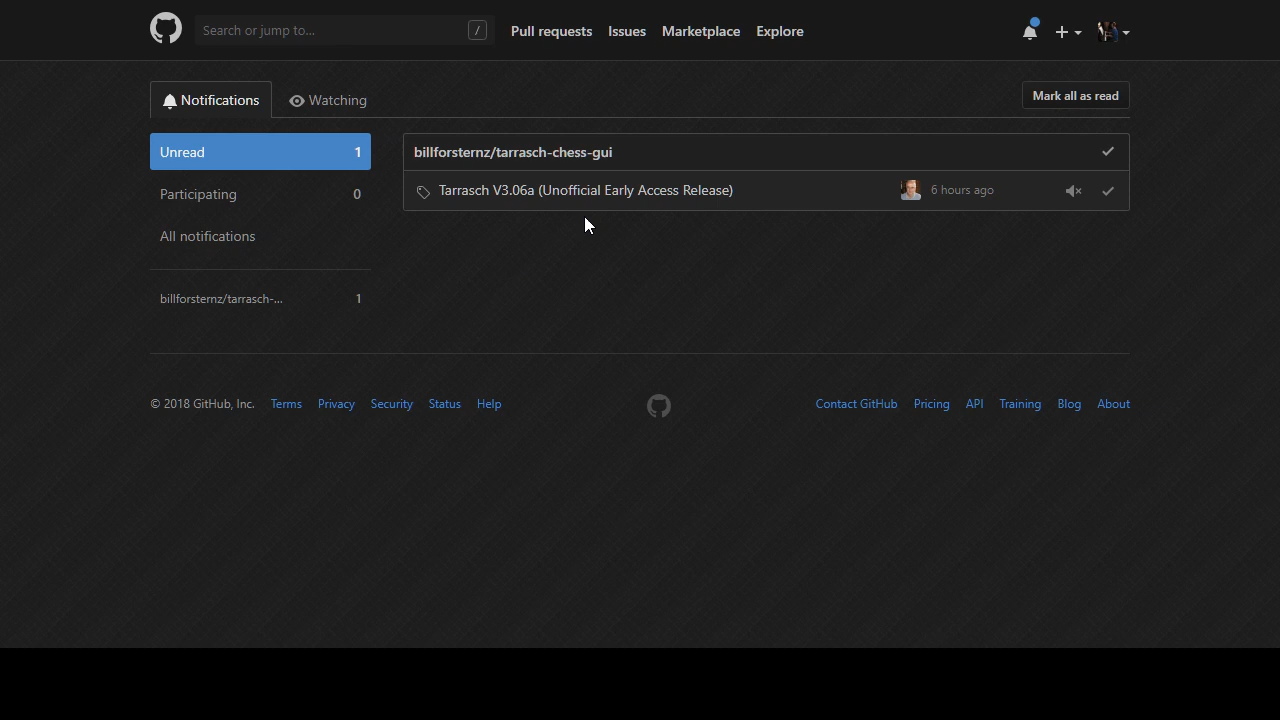 Search or jump to... / Pull requests Issues Marketplace Explore
Notifications Watching Mark all as read
Unread 1
billforsternz/tarrasch-chess-gui
Participating 0
Tarrasch V3.06a (Unofficial Early Access Release) 6 hours ago
All notifications
billforsternz/tarrasch-... 1
© 2018 GitHub, Inc. Terms Privacy Security Status Help Contact GitHub Pricing API Training Blog About